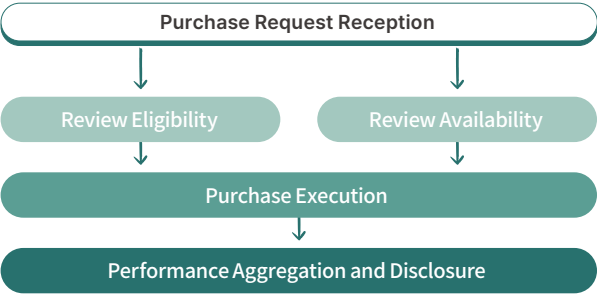 Purchase Request Reception
Review Eligibility
Review Availability
Purchase Execution
Performance Aggregation and Disclosure